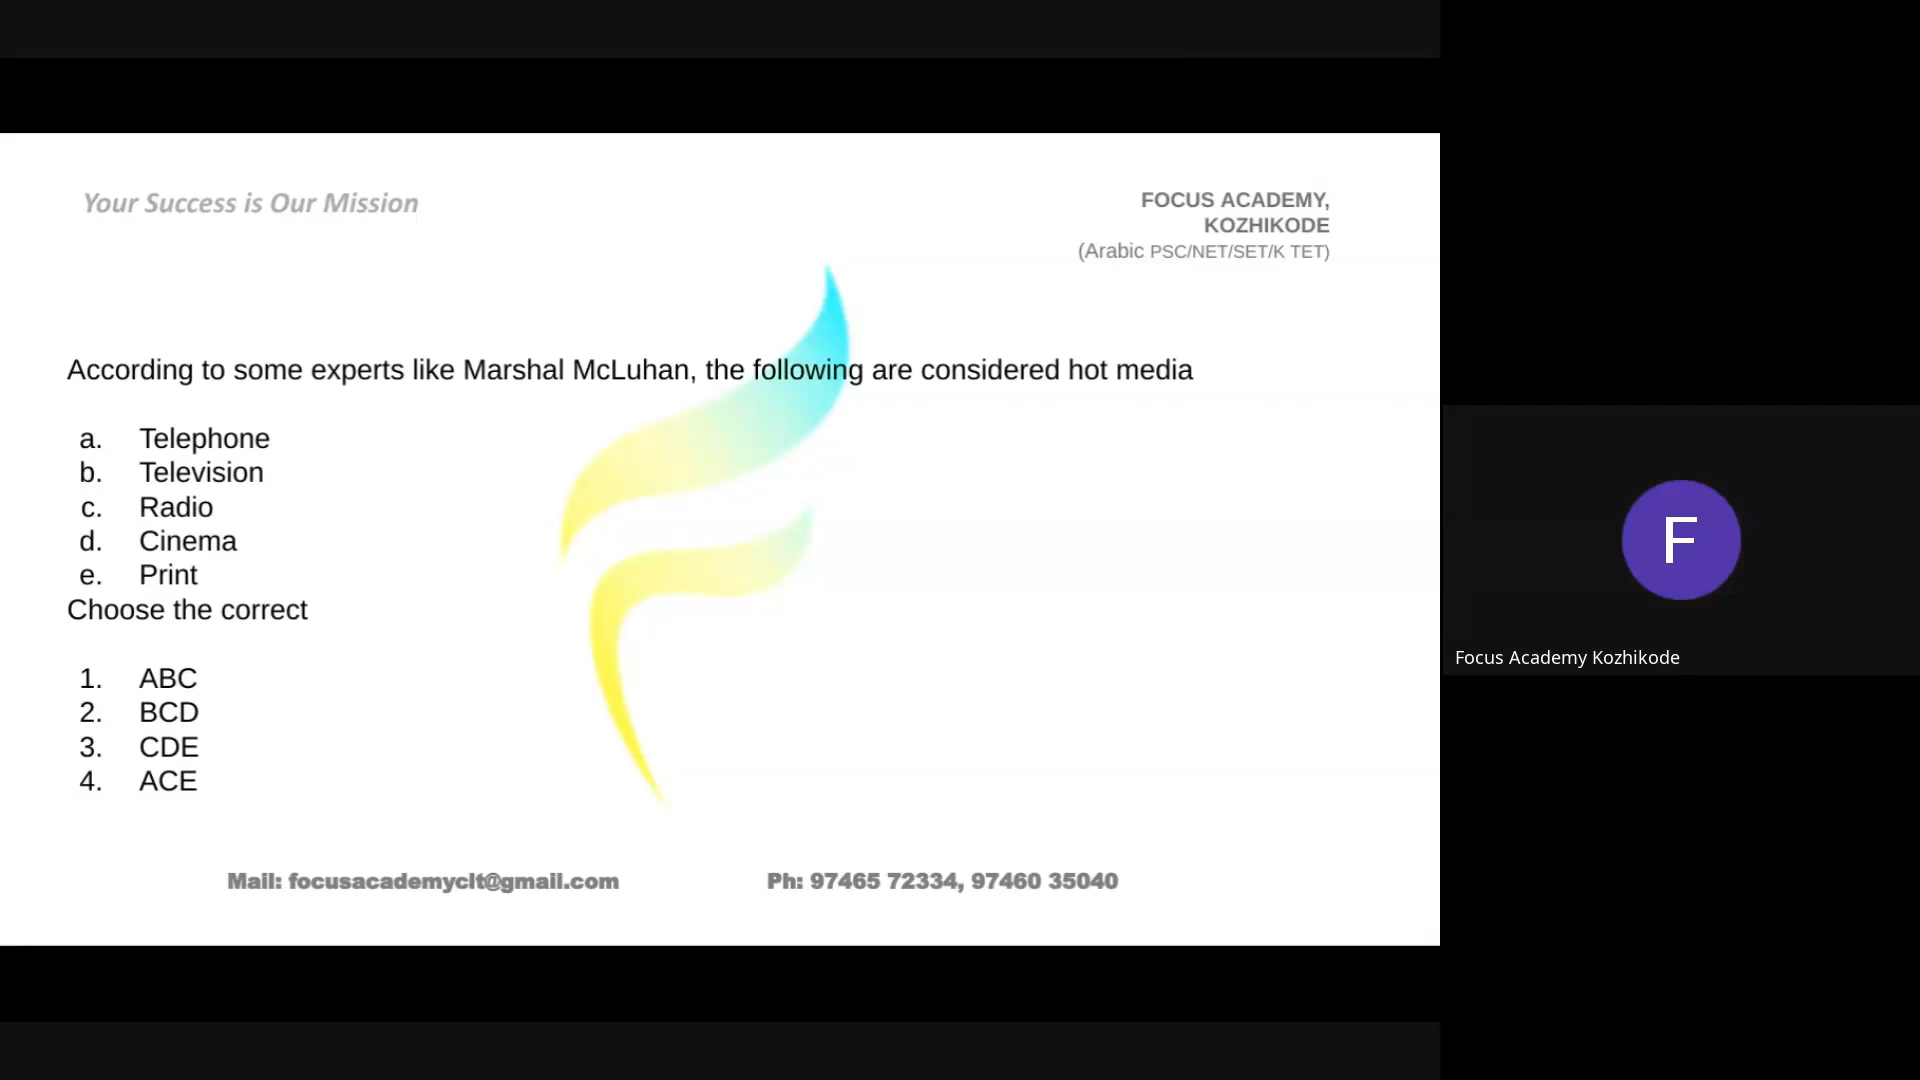 Your Success is Our Mission
FOCUS ACADEMY,
KOZHIKODE
(Arabic PSC/NET/SET/K TET)
According to some experts like Marshal McLuhan, the following are considered hot media
a. Telephone
b. Television
c. Radio
d. Cinema
e. Print
Choose the correct
1. ABC
2. BCD
3. CDE
4. ACE
Mail: focusacademyclt@gmail.com Ph: 97465 72334, 97460 35040
F
Focus Academy Kozhikode